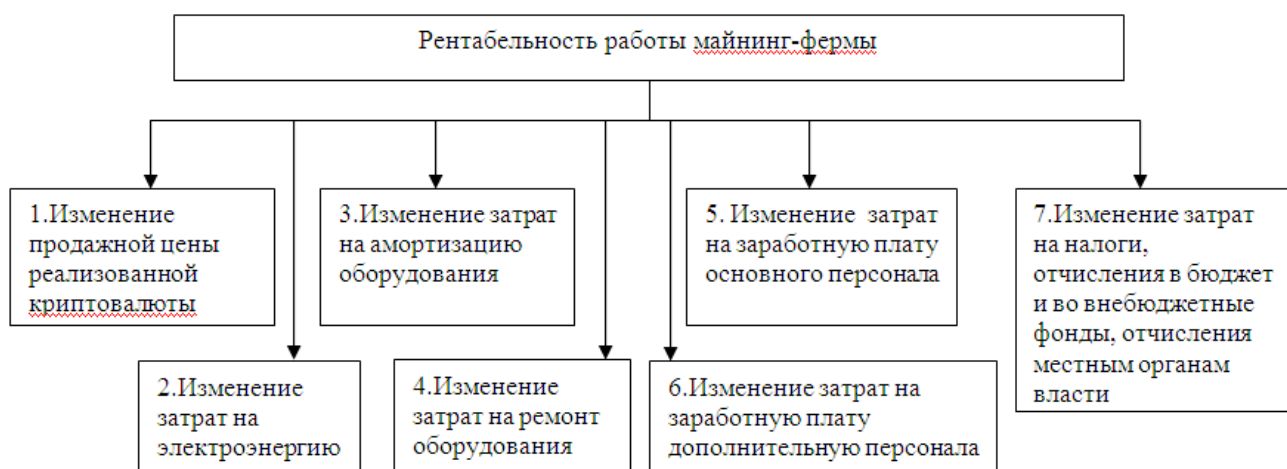 Рентабельность работы майнинг-фермы
1.Изменение
продажной цены
реализованной
криптовалюты
3.Изменение затрат
на амортизацию
оборудования
5. Изменение затрат
на заработную плату
основного персонала
7.Изменение затрат
на налоги,
отчисления в бюджет
и во внебюджетные
фонды, отчисления
местным органам
власти
2.Изменение
затрат на
электроэнергию
4.Изменение
затрат на ремонт
оборудования
6.Изменение затрат на
заработную плату
дополнительную персонала